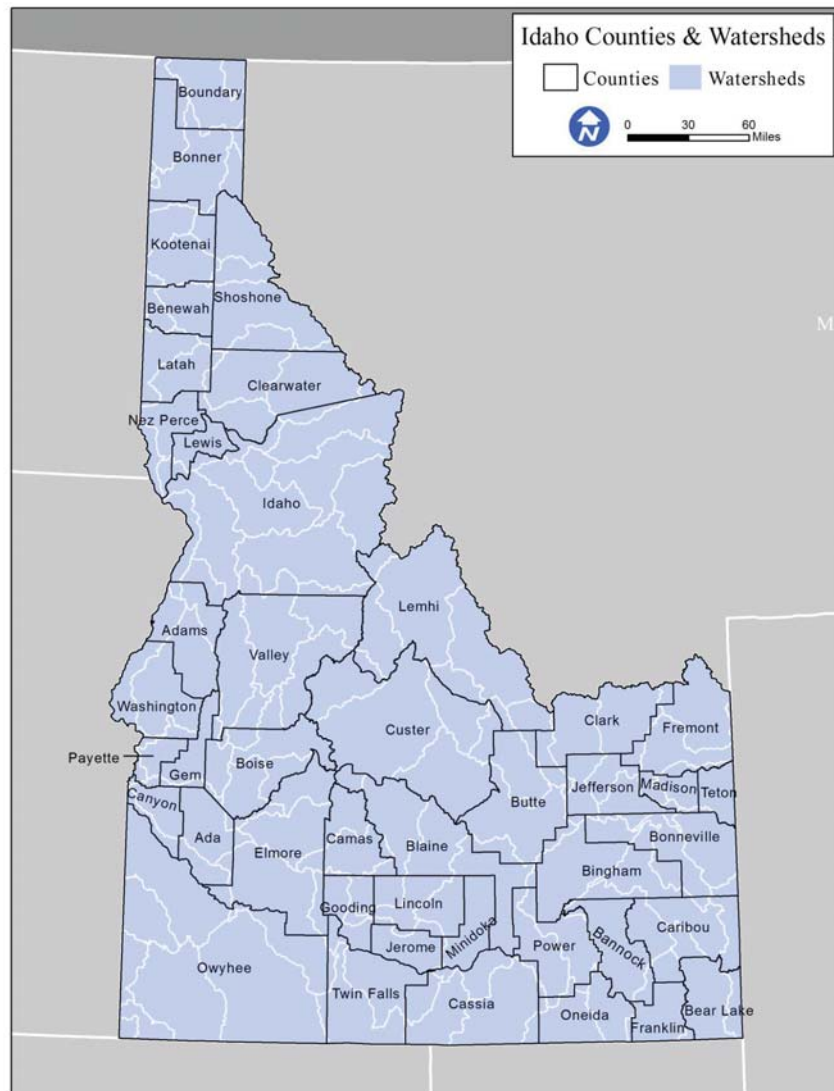 Idaho Counties & Watersheds
Counties Watersheds
N
0 30 60
Miles
Boundary
Bonner
Kootenai
Shoshone
Benewah
M
Latah
Clearwater
Nez Perce
Lewis
Idaho
Lemhi
Adams
Valley
Washington
Custer
Clark
Fremont
Payette
Gem
Boise
Butte
Jefferson
Madison
Teton
Canyon
Ada
Elmore
Camas
Blaine
Bonneville
Bingham
Gooding
Lincoln
Minidoka
Jerome
Power
Bannock
Caribou
Owyhee
Twin Falls
Cassia
Oneida
Franklin
Bear Lake